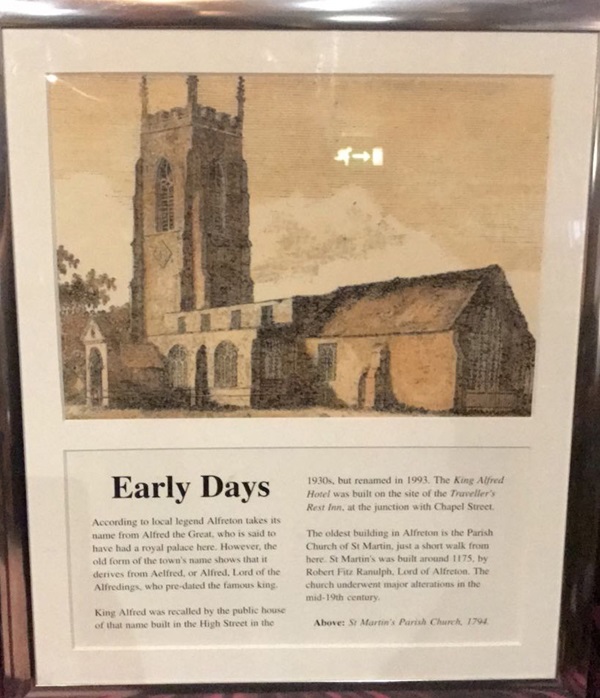 Early Days
According to local legend Alfreton takes its
name from Alfred the Great, who is said to
have had a royal palace here. However, the
old form of the town's name shows that it
derives from Aelfred, or Alfred, Lord of the
Alfredings, who pre-dated the famous king.
King Alfred was recalled by the public house
of that name built in the High Street in the
1930s, but renamed in 1993. The King Alfred
Hotel was built on the site of the Traveller's
Rest Inn, at the junction with Chapel Street.
The oldest building in Alfreton is the Parish
Church of St Martin, just a short walk from
here. St Martin's was built around 1175, by
Robert Fitz Ranulph, Lord of Alfreton. The
church underwent major alterations in the
mid-19th century.
Above: St Martin's Parish Church, 1794.